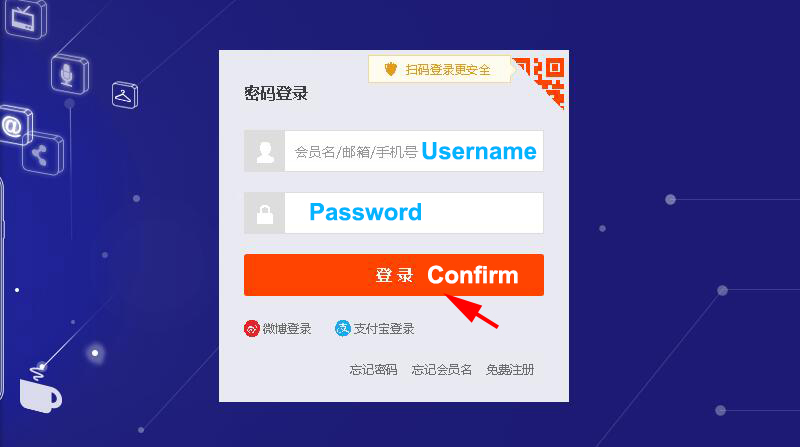 扫码登录更安全
密码登录
会员名/邮箱/手机号 Username
Password
登录 Confirm
微博登录 支付宝登录
忘记密码 忘记会员名 免费注册